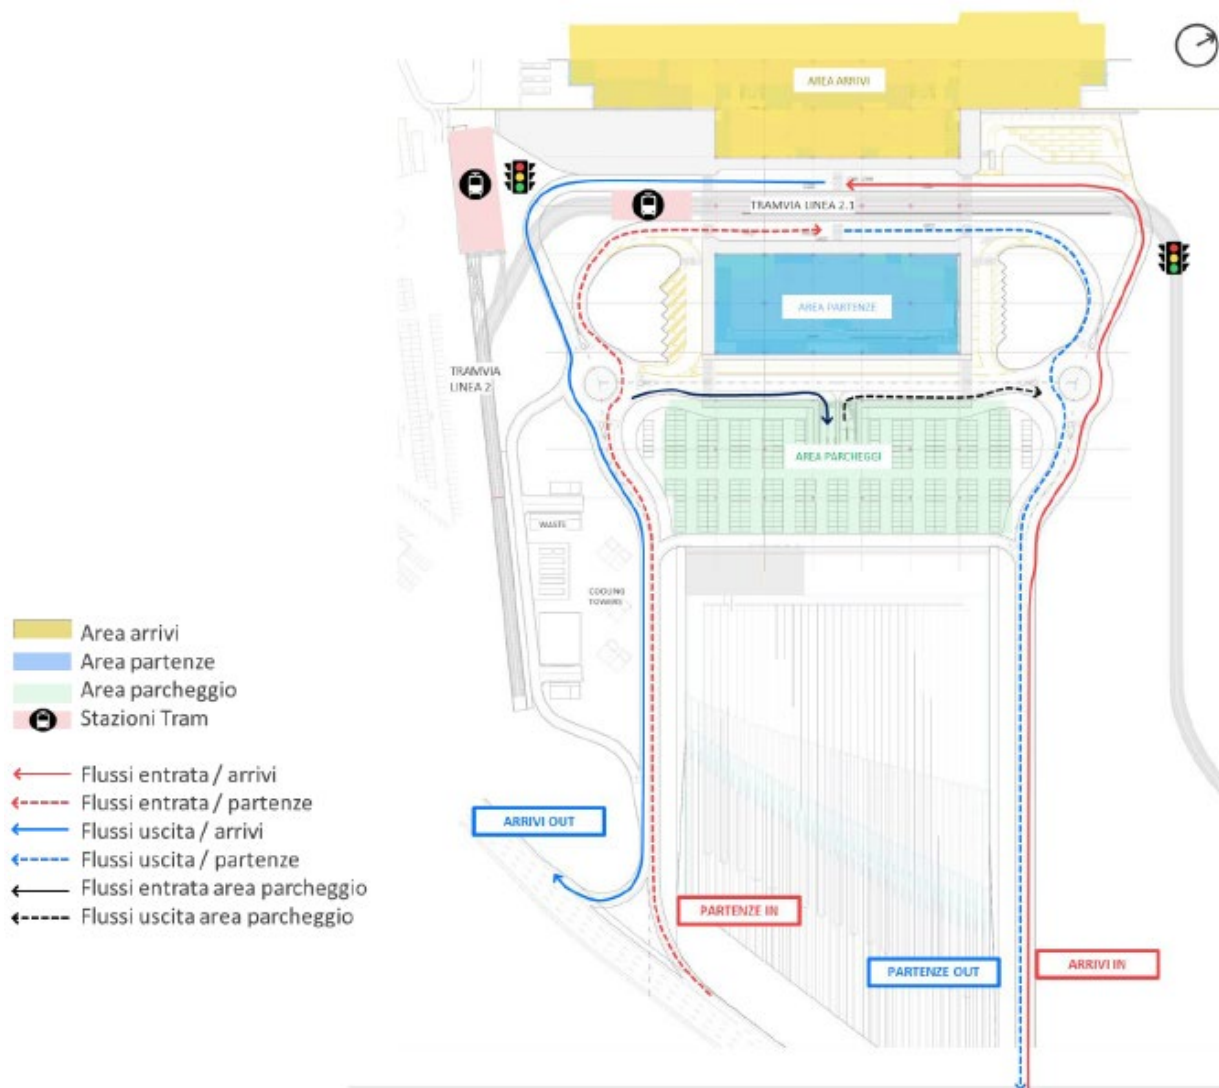 AREA ARRIVI
TRAMVIA LINEA 2.1
AREA PARTENZE
TRAMVIA
LINEA 2
AREA PARCHEGGI
WASTE
COOLING
TOWERS
Area arrivi
Area partenze
Area parcheggio
Stazioni Tram
Flussi entrata / arrivi
Flussi entrata / partenze
Flussi uscita / arrivi
Flussi uscita / partenze
Flussi entrata area parcheggio
Flussi uscita area parcheggio
ARRIVI OUT
PARTENZE IN
PARTENZE OUT
ARRIVI IN